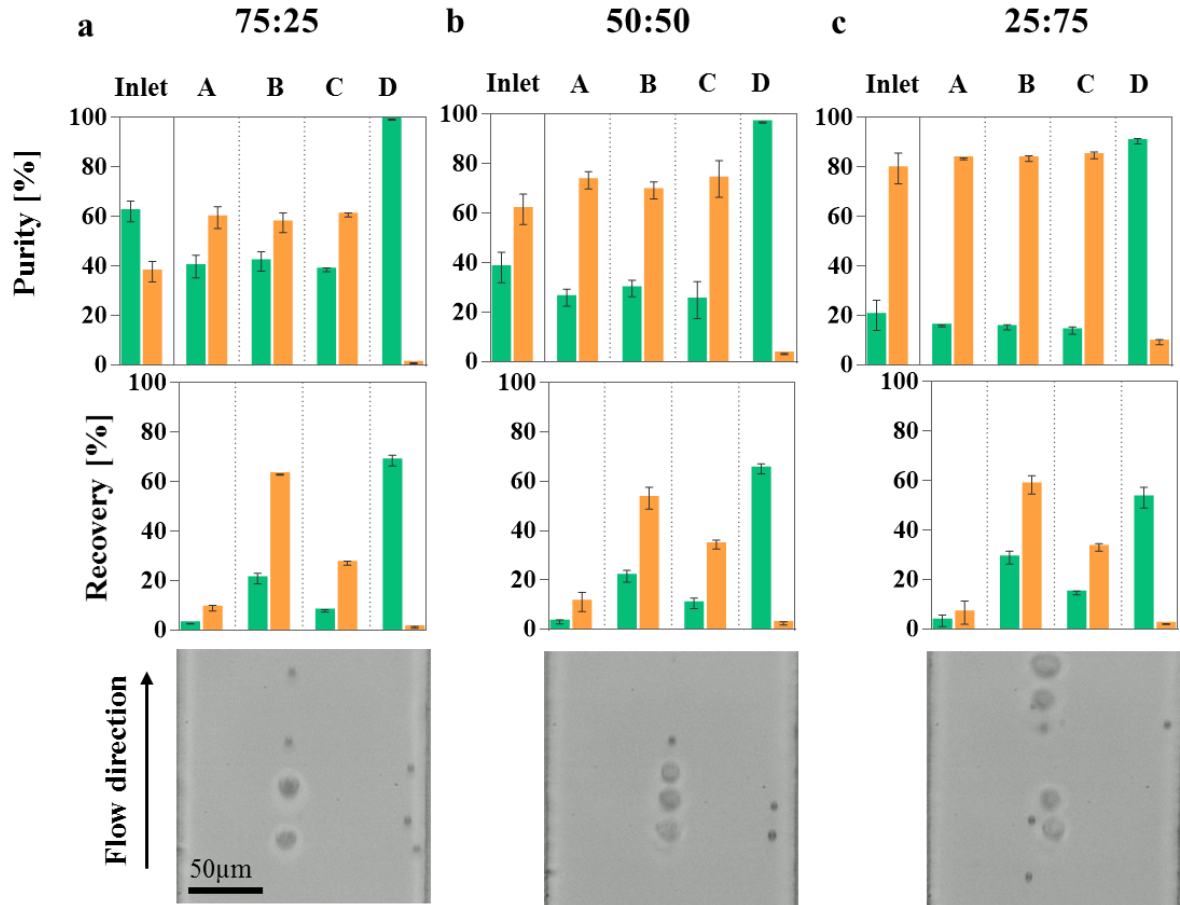 a 75:25 b 50:50 c 25:75
Inlet A B C D Inlet A B C D Inlet A B C D
Purity [%]
100 100 100
80 80 80
60 60 60
40 40 40
20 20 20
0 0 0
Recovery [%]
100 100 100
80 80 80
60 60 60
40 40 40
20 20 20
0 0 0
Flow direction
50µm